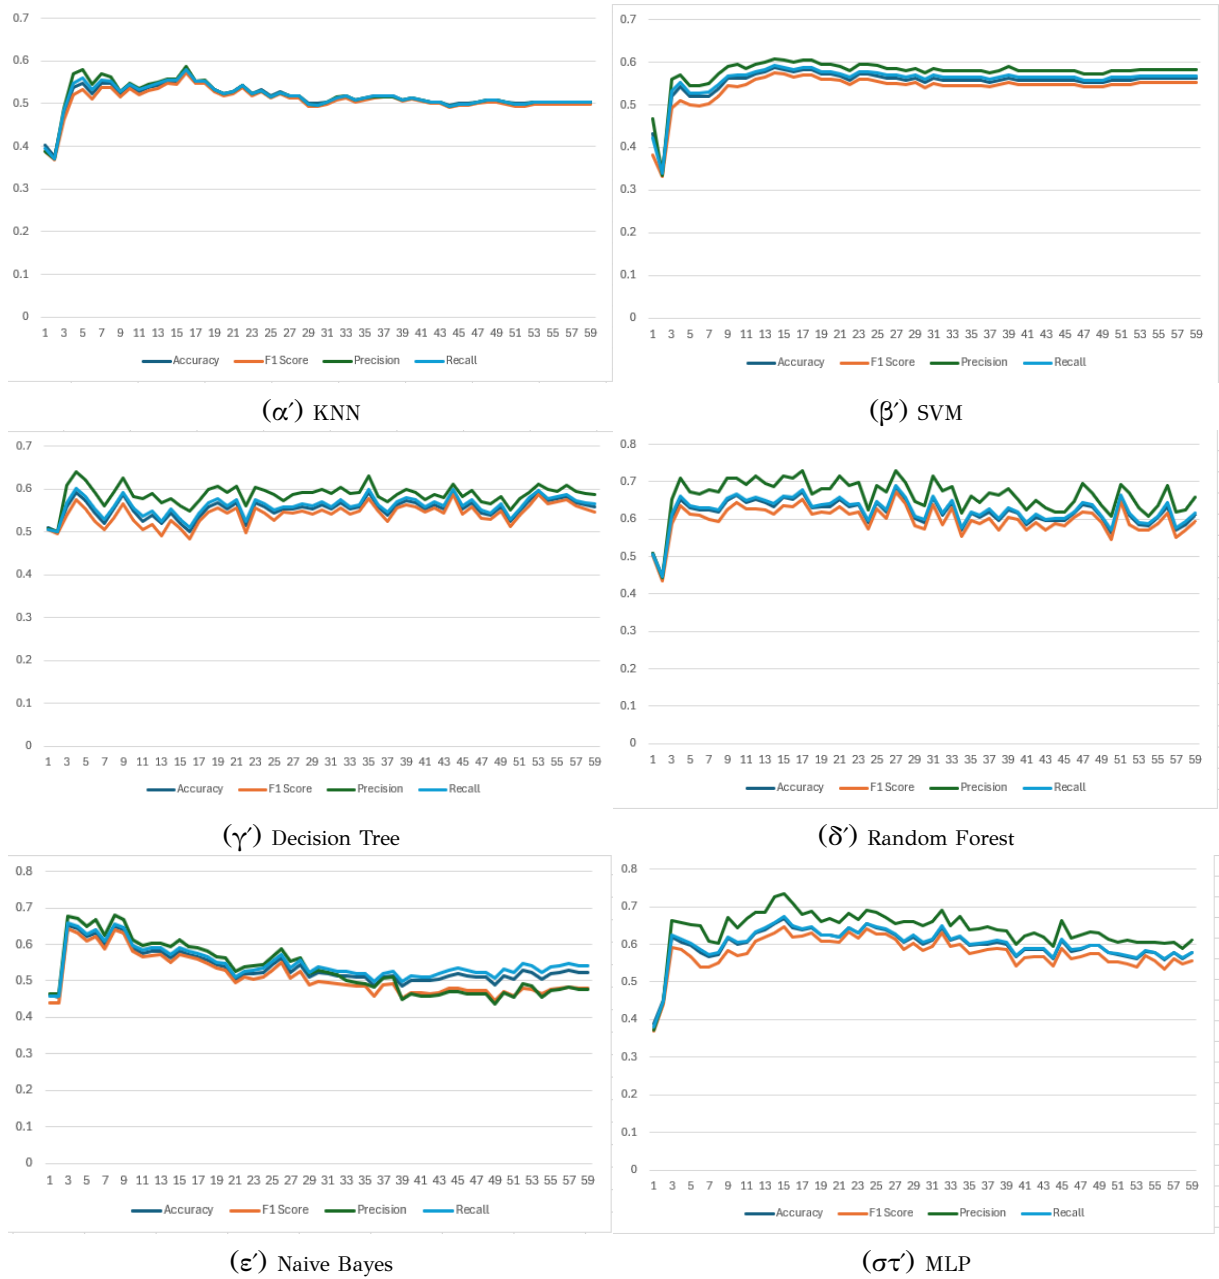 0.7
0.6
0.5
0.4
0.3
0.2
0.1
0
1 3 5 7 9 11 13 15 17 19 21 23 25 27 29 31 33 35 37 39 41 43 45 47 49 51 53 55 57 59
Accuracy F1 Score Precision Recall
(α′) KNN
0.7
0.6
0.5
0.4
0.3
0.2
0.1
0
1 3 5 7 9 11 13 15 17 19 21 23 25 27 29 31 33 35 37 39 41 43 45 47 49 51 53 55 57 59
Accuracy F1 Score Precision Recall
(β′) SVM
0.7
0.6
0.5
0.4
0.3
0.2
0.1
0
1 3 5 7 9 11 13 15 17 19 21 23 25 27 29 31 33 35 37 39 41 43 45 47 49 51 53 55 57 59
Accuracy F1 Score Precision Recall
(γ′) Decision Tree
0.8
0.7
0.6
0.5
0.4
0.3
0.2
0.1
0
1 3 5 7 9 11 13 15 17 19 21 23 25 27 29 31 33 35 37 39 41 43 45 47 49 51 53 55 57 59
Accuracy F1 Score Precision Recall
(δ′) Random Forest
0.8
0.7
0.6
0.5
0.4
0.3
0.2
0.1
0
1 3 5 7 9 11 13 15 17 19 21 23 25 27 29 31 33 35 37 39 41 43 45 47 49 51 53 55 57 59
Accuracy F1 Score Precision Recall
(ε′) Naive Bayes
0.8
0.7
0.6
0.5
0.4
0.3
0.2
0.1
0
1 3 5 7 9 11 13 15 17 19 21 23 25 27 29 31 33 35 37 39 41 43 45 47 49 51 53 55 57 59
Accuracy F1 Score Precision Recall
(στ′) MLP